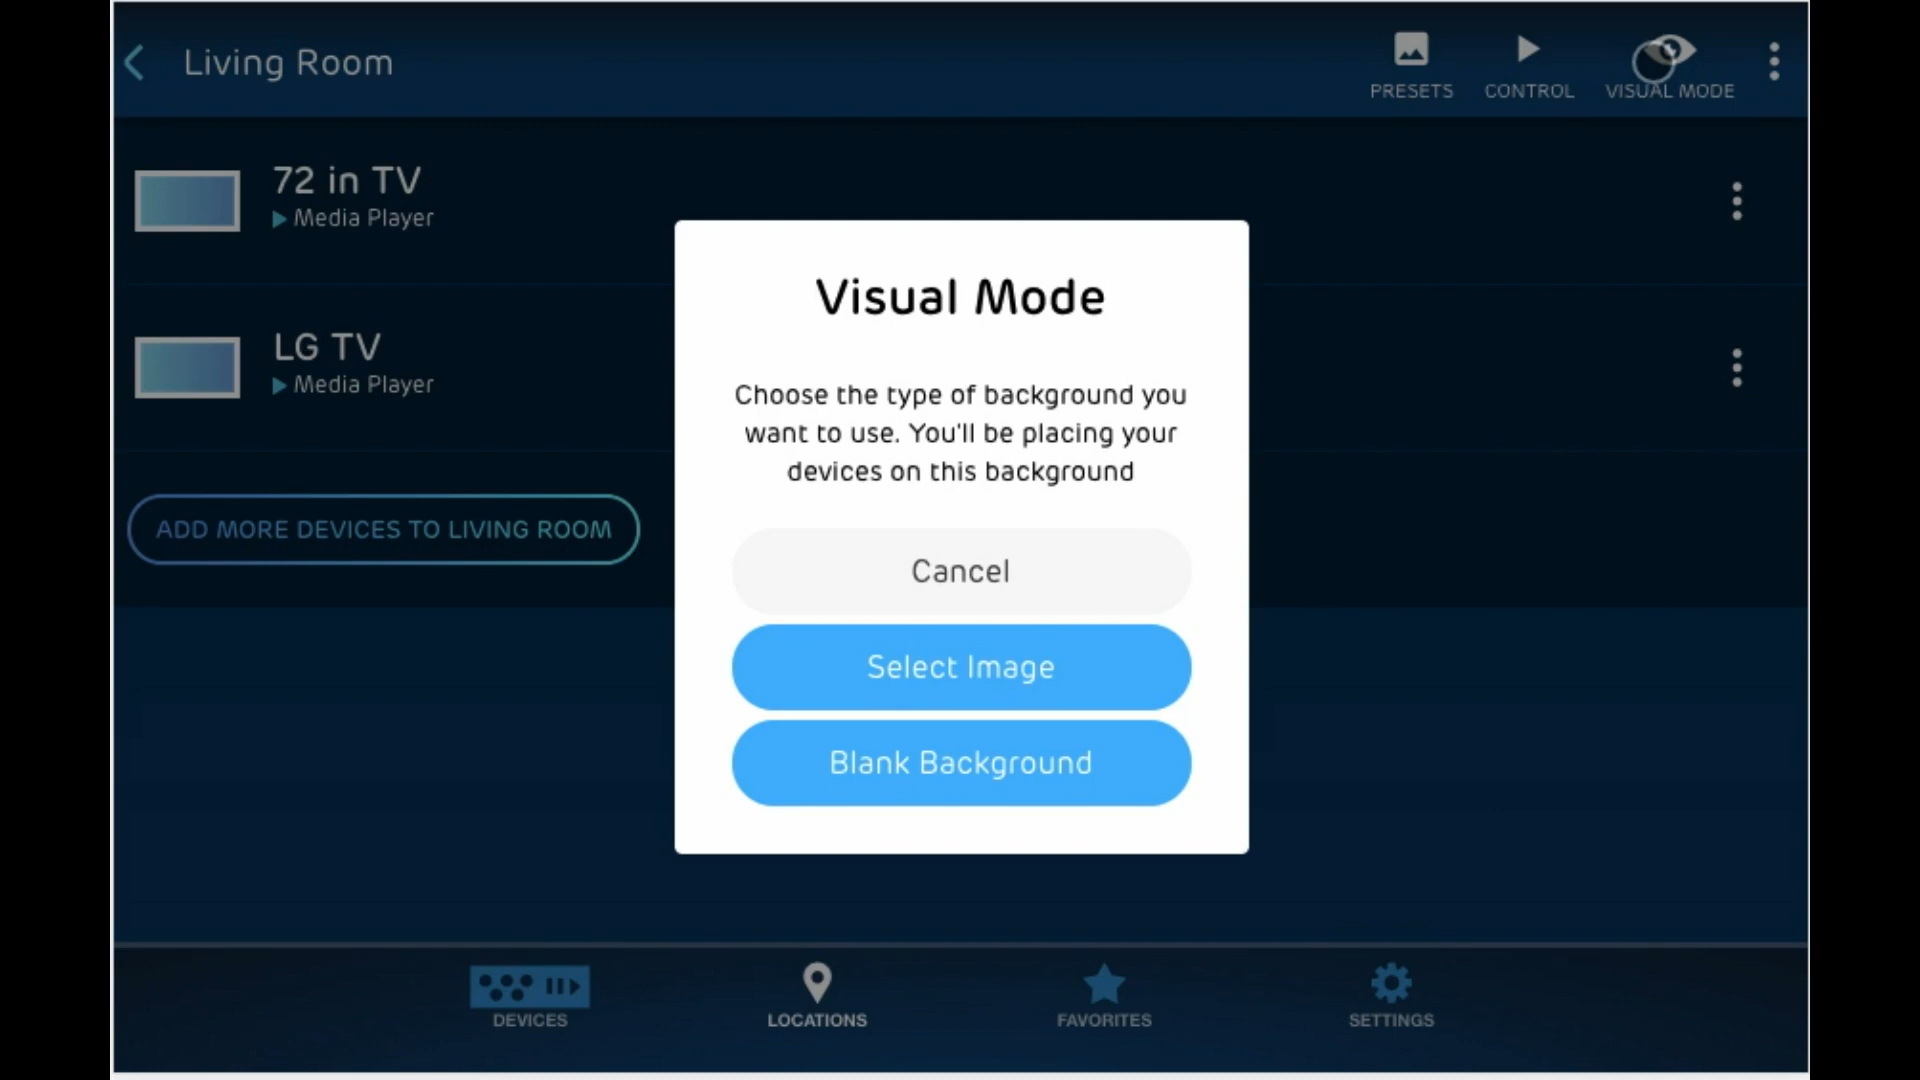 Living Room
PRESETS
CONTROL
VISUAL MODE
72 in TV
Media Player
LG TV
Media Player
ADD MORE DEVICES TO LIVING ROOM
Visual Mode
Choose the type of background you
want to use. You'll be placing your
devices on this background
Cancel
Select Image
Blank Background
DEVICES
LOCATIONS
FAVORITES
SETTINGS